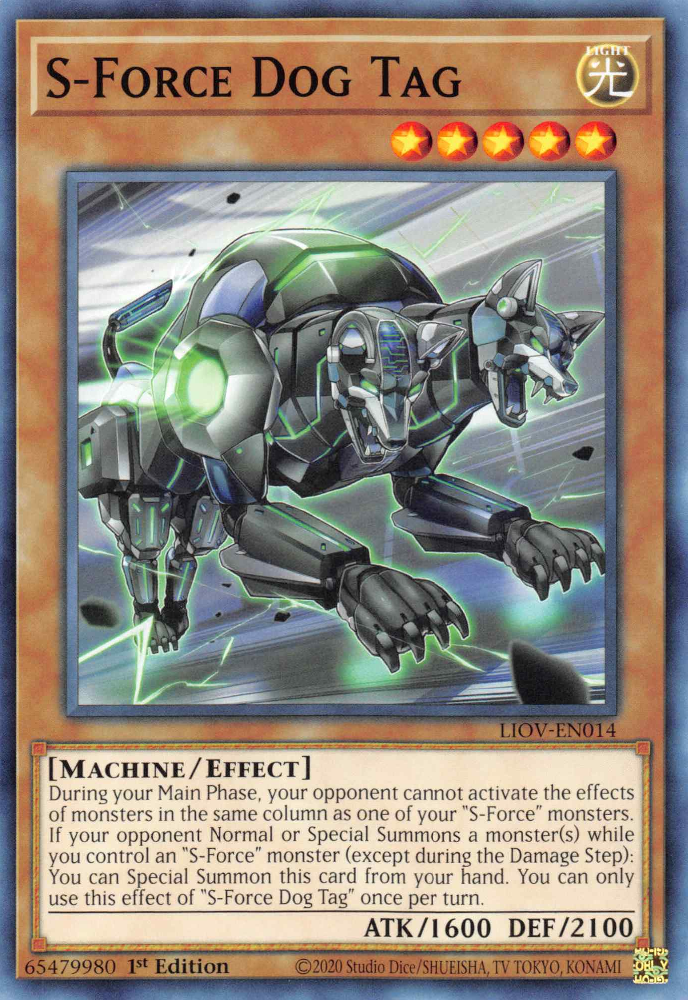 S-Force Dog Tag
LIGHT
光
LIOV-EN014
[Machine/Effect]
During your Main Phase, your opponent cannot activate the effects
of monsters in the same column as one of your "S-Force" monsters.
If your opponent Normal or Special Summons a monster(s) while
you control an "S-Force" monster (except during the Damage Step):
You can Special Summon this card from your hand. You can only
use this effect of "S-Force Dog Tag" once per turn.
ATK/1600 DEF/2100
65479980 1st Edition
©2020 Studio Dice/SHUEISHA, TV TOKYO, KONAMI